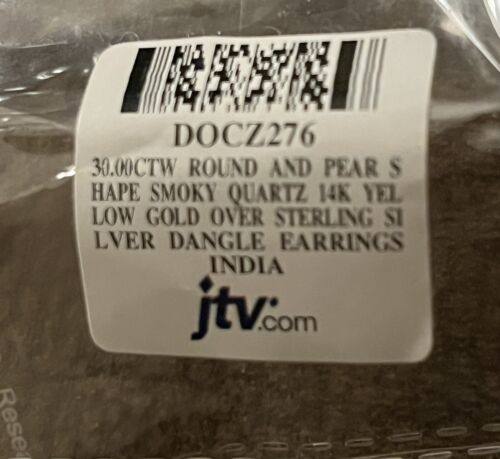 DOCZ276
30.00CTW ROUND AND PEAR S
HAPE SMOKY QUARTZ 14K YEL
LOW GOLD OVER STERLING SI
LVER DANGLE EARRINGS
INDIA
jtv.com